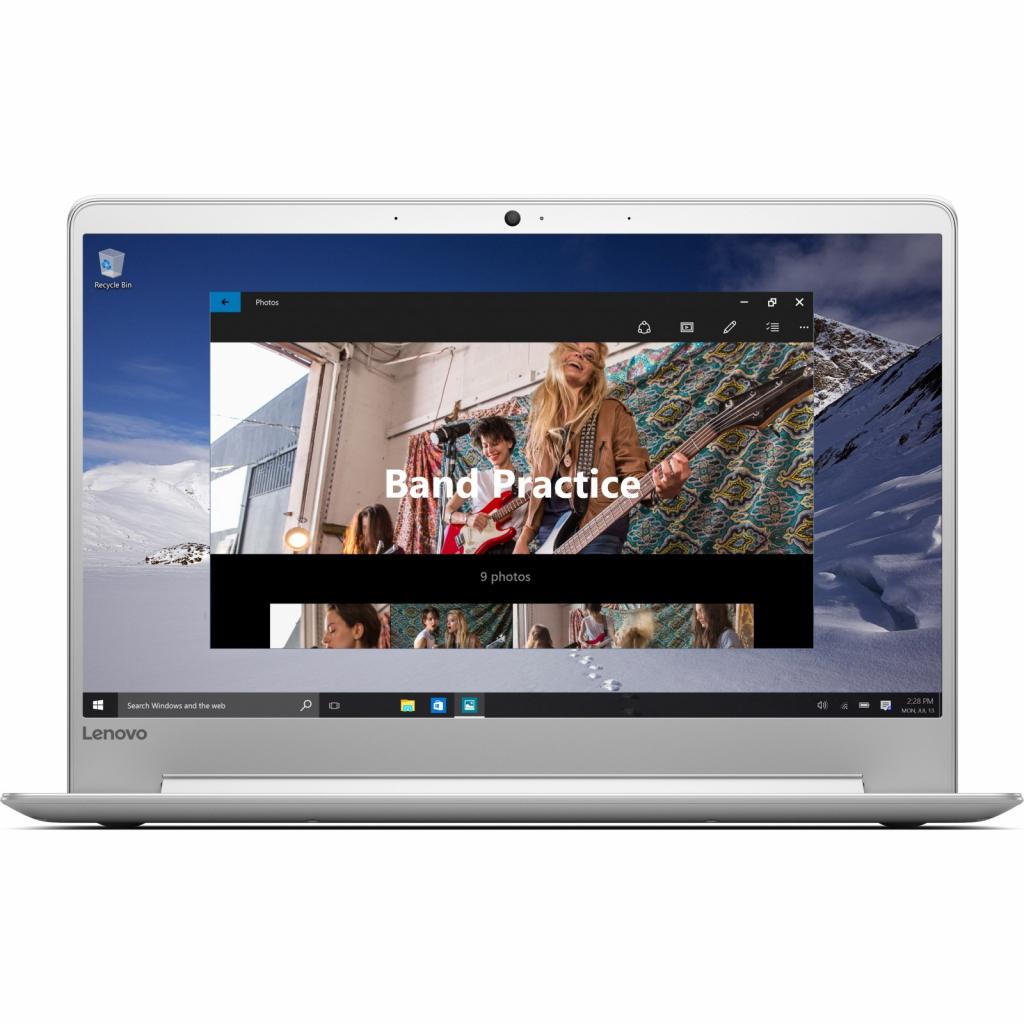 Recycle Bin
Photos
Band Practice
9 photos
Search Windows and the web
2:28 PM
MON, JUL 13
Lenovo